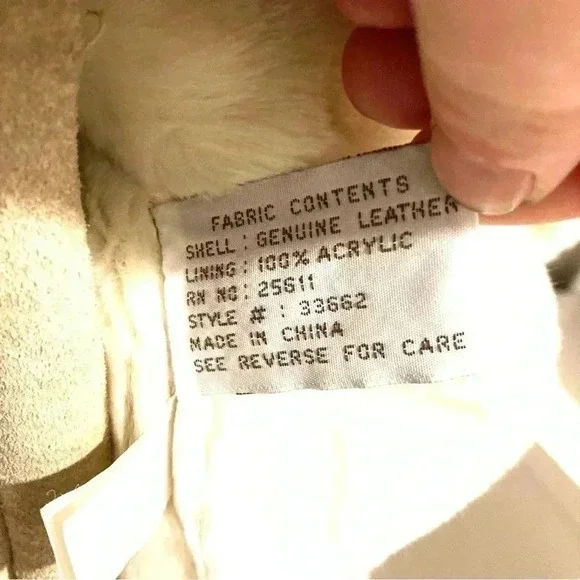 FABRIC CONTENTS
SHELL : GENUINE LEATHER
LINING : 100% ACRYLIC
RN NO : 25611
STYLE # : 33662
MADE IN CHINA
SEE REVERSE FOR CARE